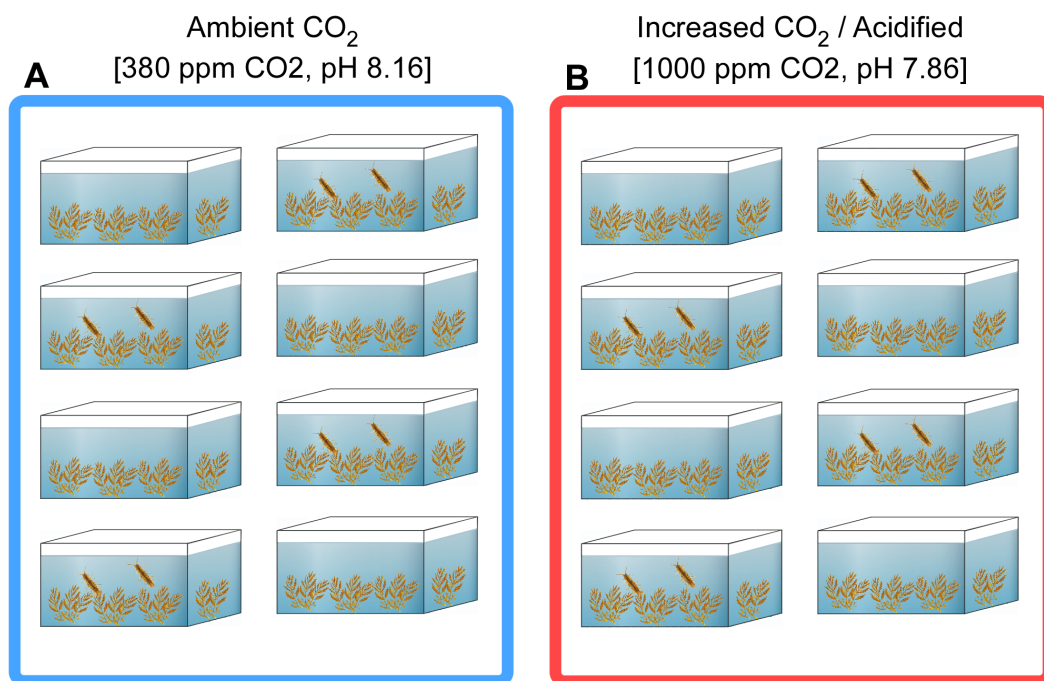 Ambient CO₂
A [380 ppm CO2, pH 8.16]
Increased CO₂ / Acidified
B [1000 ppm CO2, pH 7.86]